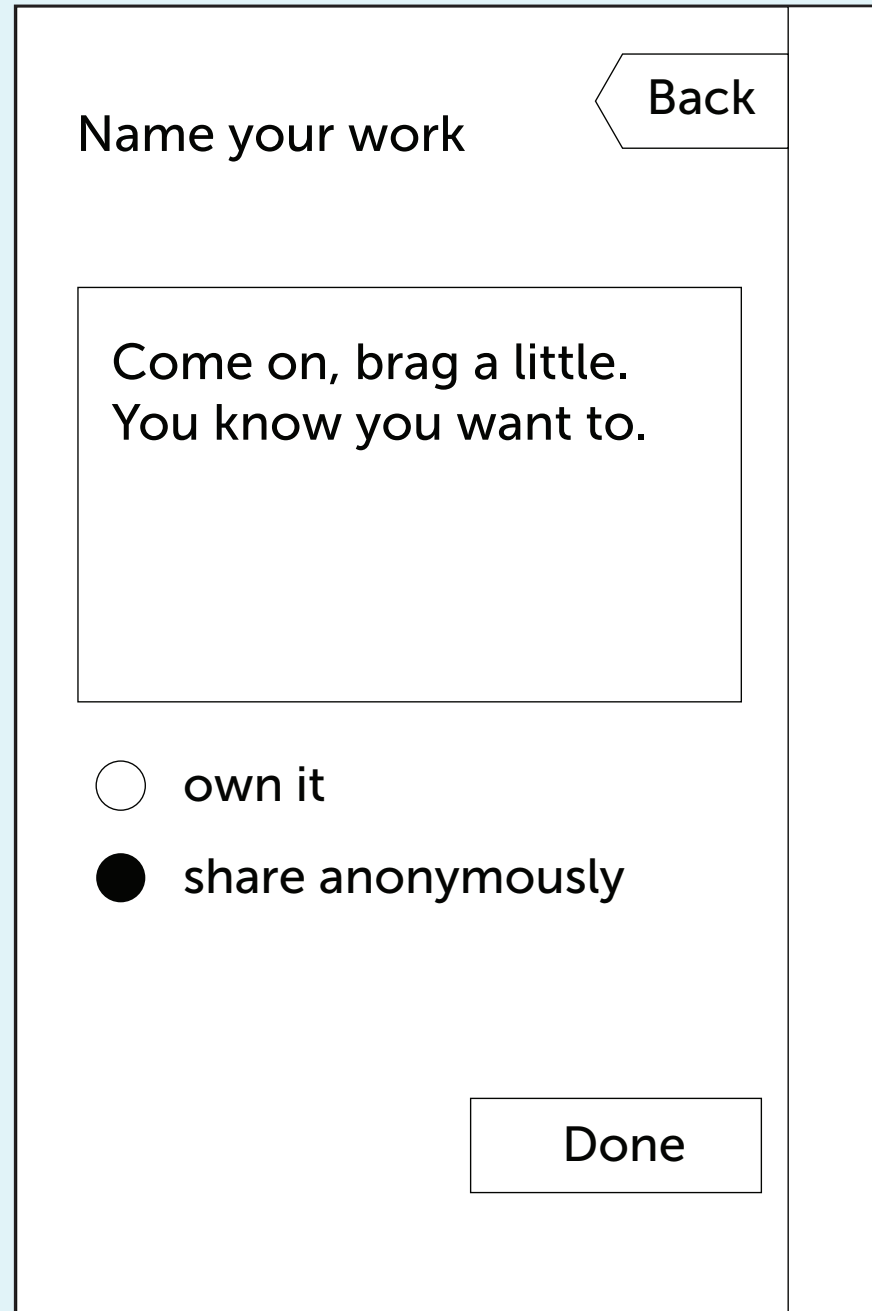 Back
Name your work
Come on, brag a little.
You know you want to.
own it
share anonymously
Done